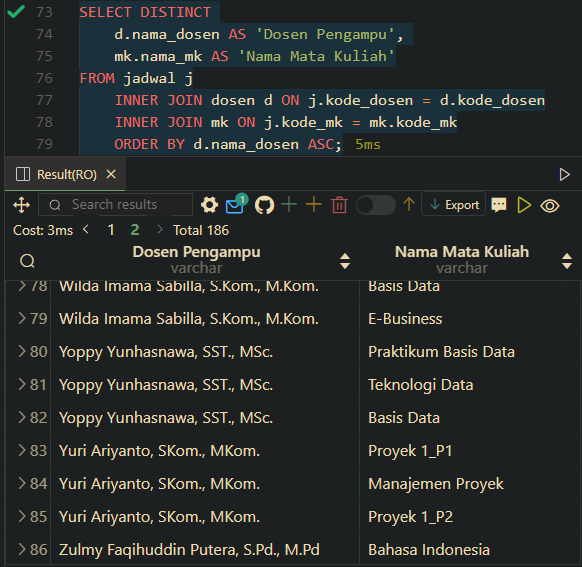 73 SELECT DISTINCT
74 d.nama_dosen AS 'Dosen Pengampu',
75 mk.nama_mk AS 'Nama Mata Kuliah'
76 FROM jadwal j
77 INNER JOIN dosen d ON j.kode_dosen = d.kode_dosen
78 INNER JOIN mk ON j.kode_mk = mk.kode_mk
79 ORDER BY d.nama_dosen ASC; 5ms
Result(RO)
Search results 1 Export
Cost: 3ms < 1 2 > Total 186
Dosen Pengampu Nama Mata Kuliah
varchar varchar
> 78 Wilda Imama Sabilla, S.Kom., M.Kom. Basis Data
> 79 Wilda Imama Sabilla, S.Kom., M.Kom. E-Business
> 80 Yoppy Yunhasnawa, SST., MSc. Praktikum Basis Data
> 81 Yoppy Yunhasnawa, SST., MSc. Teknologi Data
> 82 Yoppy Yunhasnawa, SST., MSc. Basis Data
> 83 Yuri Ariyanto, SKom., MKom. Proyek 1_P1
> 84 Yuri Ariyanto, SKom., MKom. Manajemen Proyek
> 85 Yuri Ariyanto, SKom., MKom. Proyek 1_P2
> 86 Zulmy Faqihuddin Putera, S.Pd., M.Pd Bahasa Indonesia